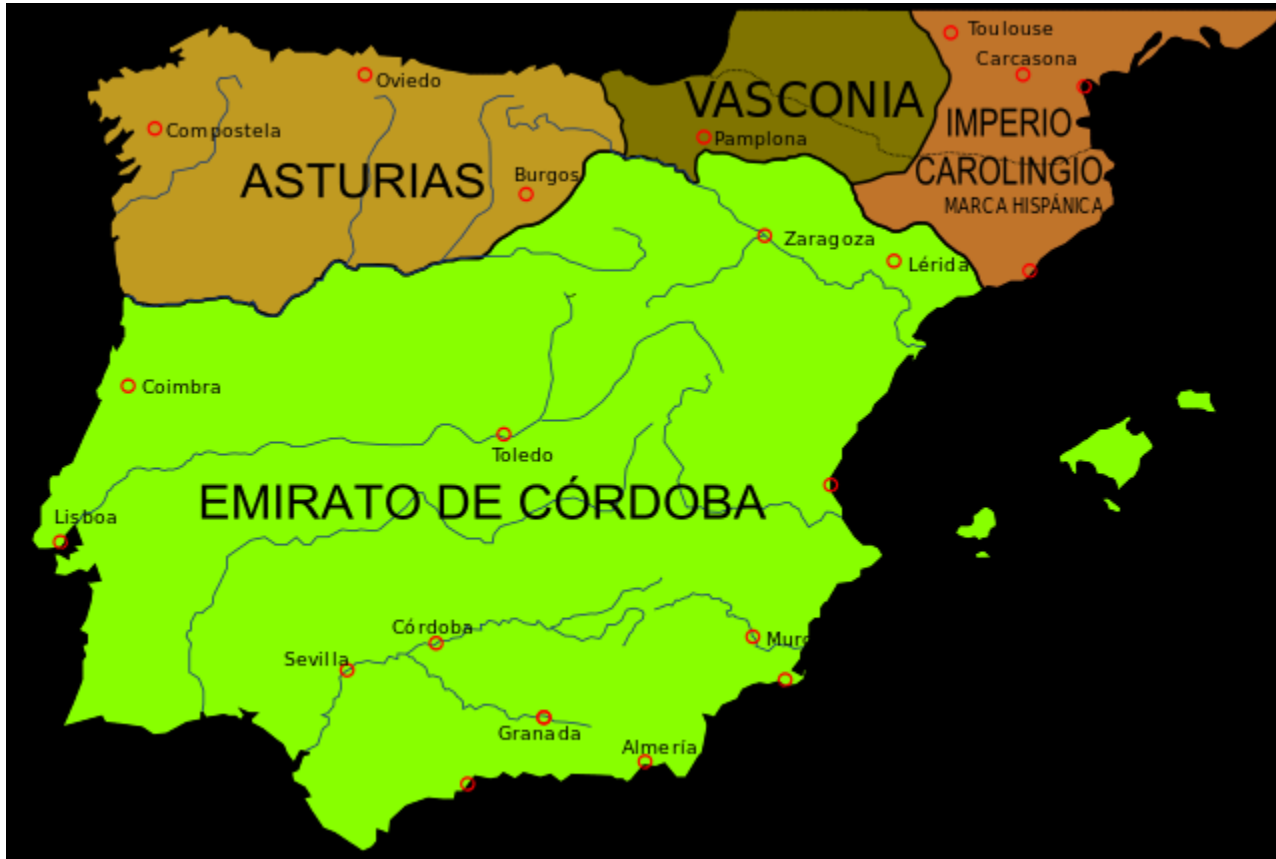 Toulouse
Carcasona
Oviedo
VASCONIA
IMPERIO
Compostela
Pamplona
ASTURIAS
Burgos
CAROLINGIO
MARCA HISPÁNICA
Zaragoza
Lérida
Coimbra
Toledo
EMIRATO DE CÓRDOBA
Lisboa
Córdoba
Murc
Sevilla
Granada
Almería